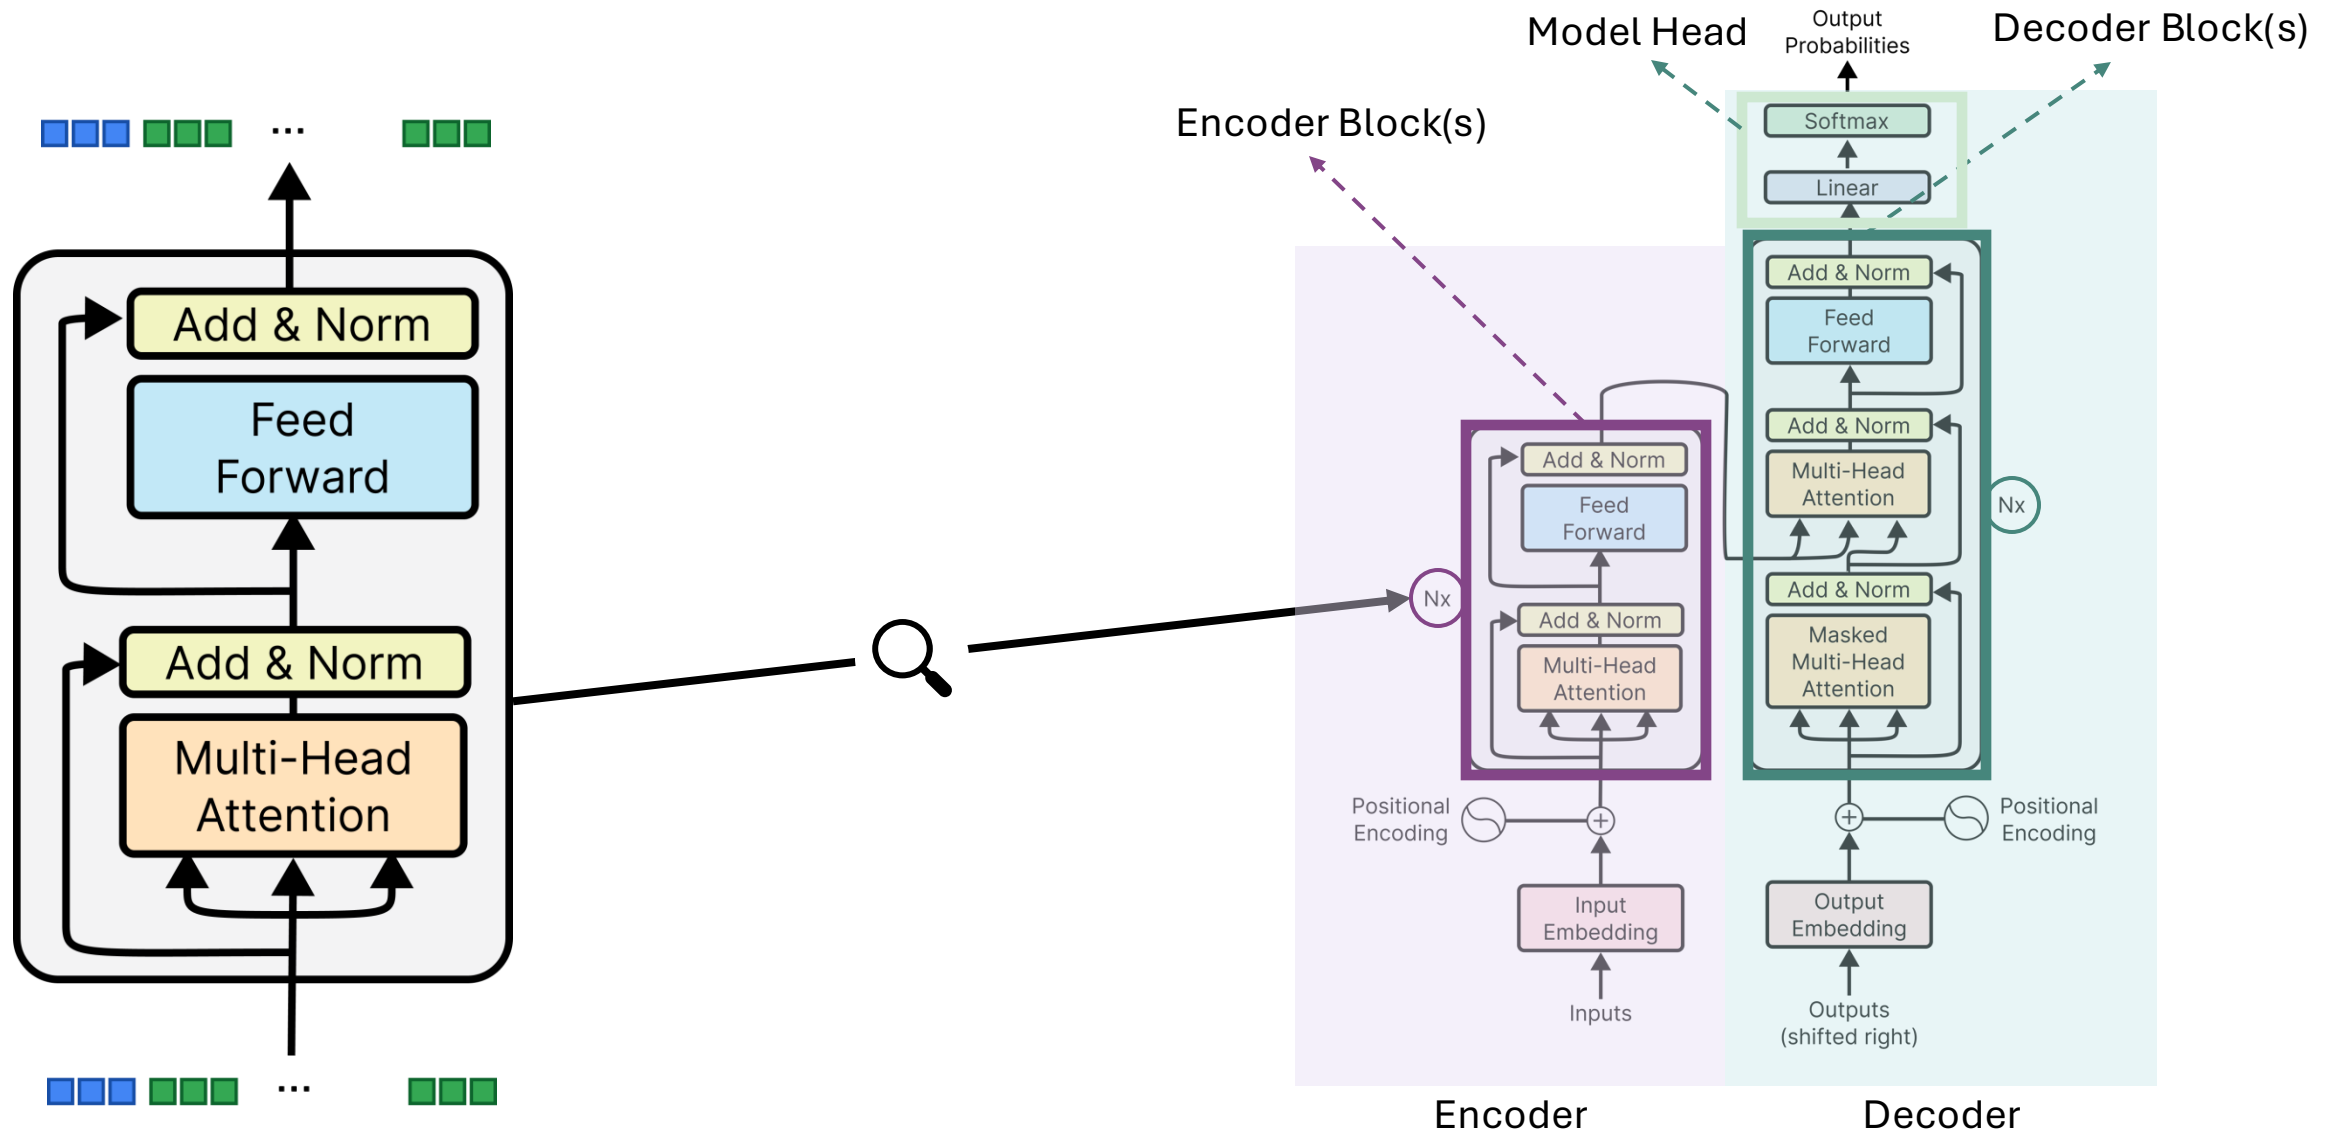 ...
Add & Norm
Feed
Forward
Add & Norm
Multi-Head
Attention
...
Encoder Block(s)
Model Head
Output
Probabilities
Decoder Block(s)
Softmax
Linear
Add & Norm
Feed
Forward
Add & Norm
Multi-Head
Attention
Nx
Add & Norm
Masked
Multi-Head
Attention
Add & Norm
Feed
Forward
Nx
Add & Norm
Multi-Head
Attention
Positional
Encoding
+
+
Positional
Encoding
Input
Embedding
Output
Embedding
Inputs
Outputs
(shifted right)
Encoder
Decoder